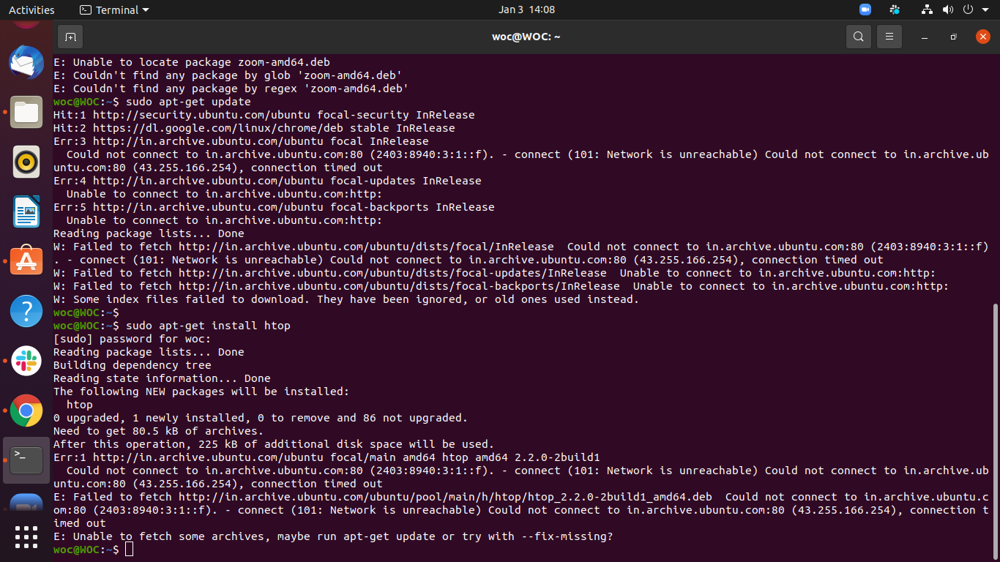 Activities
Terminal
Jan 3 14:08
woc@WOC: ~
E: Unable to locate package zoom-amd64.deb
E: Couldn't find any package by glob 'zoom-amd64.deb'
E: Couldn't find any package by regex 'zoom-amd64.deb'
woc@WOC:~$ sudo apt-get update
Hit:1 http://security.ubuntu.com/ubuntu focal-security InRelease
Hit:2 https://dl.google.com/linux/chrome/deb stable InRelease
Err:3 http://in.archive.ubuntu.com/ubuntu focal InRelease
  Could not connect to in.archive.ubuntu.com:80 (2403:8940:3:1::f). - connect (101: Network is unreachable) Could not connect to in.archive.ub
untu.com:80 (43.255.166.254), connection timed out
Err:4 http://in.archive.ubuntu.com/ubuntu focal-updates InRelease
  Unable to connect to in.archive.ubuntu.com:http:
Err:5 http://in.archive.ubuntu.com/ubuntu focal-backports InRelease
  Unable to connect to in.archive.ubuntu.com:http:
Reading package lists... Done
W: Failed to fetch http://in.archive.ubuntu.com/ubuntu/dists/focal/InRelease  Could not connect to in.archive.ubuntu.com:80 (2403:8940:3:1::f)
. - connect (101: Network is unreachable) Could not connect to in.archive.ubuntu.com:80 (43.255.166.254), connection timed out
W: Failed to fetch http://in.archive.ubuntu.com/ubuntu/dists/focal-updates/InRelease  Unable to connect to in.archive.ubuntu.com:http:
W: Failed to fetch http://in.archive.ubuntu.com/ubuntu/dists/focal-backports/InRelease  Unable to connect to in.archive.ubuntu.com:http:
W: Some index files failed to download. They have been ignored, or old ones used instead.
woc@WOC:~$
woc@WOC:~$ sudo apt-get install htop
[sudo] password for woc:
Reading package lists... Done
Building dependency tree
Reading state information... Done
The following NEW packages will be installed:
  htop
0 upgraded, 1 newly installed, 0 to remove and 86 not upgraded.
Need to get 80.5 kB of archives.
After this operation, 225 kB of additional disk space will be used.
Err:1 http://in.archive.ubuntu.com/ubuntu focal/main amd64 htop amd64 2.2.0-2build1
  Could not connect to in.archive.ubuntu.com:80 (2403:8940:3:1::f). - connect (101: Network is unreachable) Could not connect to in.archive.ub
untu.com:80 (43.255.166.254), connection timed out
E: Failed to fetch http://in.archive.ubuntu.com/ubuntu/pool/main/h/htop/htop_2.2.0-2build1_amd64.deb  Could not connect to in.archive.ubuntu.c
om:80 (2403:8940:3:1::f). - connect (101: Network is unreachable) Could not connect to in.archive.ubuntu.com:80 (43.255.166.254), connection t
imed out
E: Unable to fetch some archives, maybe run apt-get update or try with --fix-missing?
woc@WOC:~$